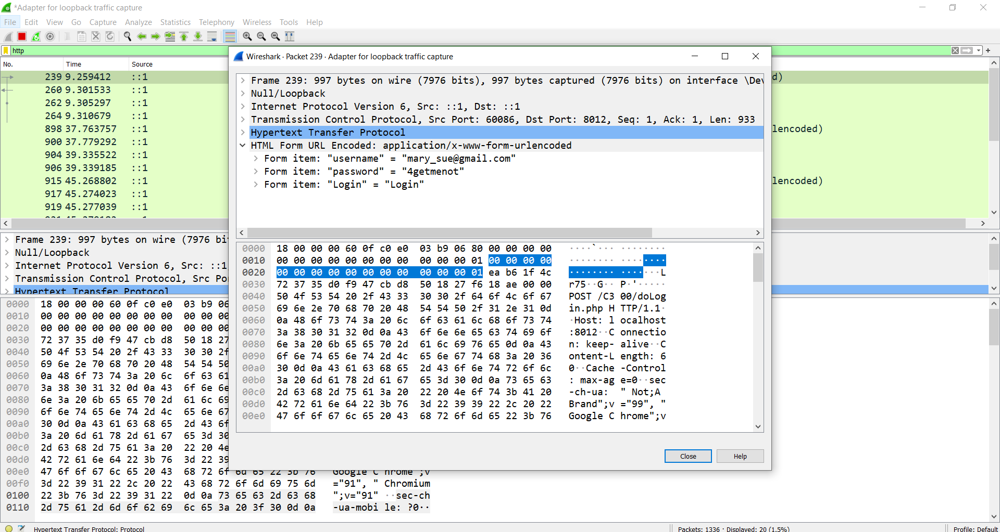 *Adapter for loopback traffic capture
File Edit View Go Capture Analyze Statistics Telephony Wireless Tools Help
http
+
No. Time Source
239 9.259412 ::1
260 9.301533 ::1
262 9.305297 ::1
264 9.310679 ::1
898 37.763757 ::1
900 37.779292 ::1
904 39.335522 ::1
906 39.339185 ::1
915 45.268802 ::1
917 45.274023 ::1
919 45.277039 ::1
d)
lencoded)
lencoded)
Wireshark · Packet 239 · Adapter for loopback traffic capture
Frame 239: 997 bytes on wire (7976 bits), 997 bytes captured (7976 bits) on interface \Dev
Null/Loopback
Internet Protocol Version 6, Src: ::1, Dst: ::1
Transmission Control Protocol, Src Port: 60086, Dst Port: 8012, Seq: 1, Ack: 1, Len: 933
Hypertext Transfer Protocol
HTML Form URL Encoded: application/x-www-form-urlencoded
Form item: "username" = "mary_sue@gmail.com"
Form item: "password" = "4getmenot"
Form item: "Login" = "Login"
0000 18 00 00 00 60 0f c0 e0 03 b9 06 80 00 00 00 00 ····`··· ········
0010 00 00 00 00 00 00 00 00 00 00 00 01 00 00 00 00 ········ ········
0020 00 00 00 00 00 00 00 00 00 00 00 01 ea b6 1f 4c ········ ·······L
0030 72 37 35 d0 f9 47 cb d8 50 18 27 f6 18 ae 00 00 r75··G·· P·'·····
0040 50 4f 53 54 20 2f 43 33 30 30 2f 64 6f 4c 6f 67 POST /C3 00/doLog
0050 69 6e 2e 70 68 70 20 48 54 54 50 2f 31 2e 31 0d in.php H TTP/1.1·
0060 0a 48 6f 73 74 3a 20 6c 6f 63 61 6c 68 6f 73 74 ·Host: l ocalhost
0070 3a 38 30 31 32 0d 0a 43 6f 6e 6e 65 63 74 69 6f :8012··C onnectio
0080 6e 3a 20 6b 65 65 70 2d 61 6c 69 76 65 0d 0a 43 n: keep- alive··C
0090 6f 6e 74 65 6e 74 2d 4c 65 6e 67 74 68 3a 20 36 ontent-L ength: 6
00a0 30 0d 0a 43 61 63 68 65 2d 43 6f 6e 74 72 6f 6c 0··Cache -Control
00b0 3a 20 6d 61 78 2d 61 67 65 3d 30 0d 0a 73 65 63 : max-ag e=0··sec
00c0 2d 63 68 2d 75 61 3a 20 22 20 4e 6f 74 3b 41 20 -ch-ua: " Not;A
00d0 42 72 61 6e 64 22 3b 76 3d 22 39 39 22 2c 20 22 Brand";v ="99", "
00e0 47 6f 6f 67 6c 65 20 43 68 72 6f 6d 65 22 3b 76 Google C hrome";v
Close Help
Frame 239: 997 bytes on wire (7976 bi
Null/Loopback
Internet Protocol Version 6, Src: ::1
Transmission Control Protocol, Src Po
Hypertext Transfer Protocol
0000 18 00 00 00 60 0f c0 e0 03 b9 06
0010 00 00 00 00 00 00 00 00 00 00 00
0020 00 00 00 00 00 00 00 00 00 00 00
0030 72 37 35 d0 f9 47 cb d8 50 18 27
0040 50 4f 53 54 20 2f 43 33 30 30 2f
0050 69 6e 2e 70 68 70 20 48 54 54 50
0060 0a 48 6f 73 74 3a 20 6c 6f 63 61
0070 3a 38 30 31 32 0d 0a 43 6f 6e 6e
0080 6e 3a 20 6b 65 65 70 2d 61 6c 69
0090 6f 6e 74 65 6e 74 2d 4c 65 6e 67
00a0 30 0d 0a 43 61 63 68 65 2d 43 6f
00b0 3a 20 6d 61 78 2d 61 67 65 3d 30
00c0 2d 63 68 2d 75 61 3a 20 22 20 4e
00d0 42 72 61 6e 64 22 3b 76 3d 22 39
00e0 47 6f 6f 67 6c 65 20 43 68 72 6f 6d 65 22 3b 76 Google C hrome";v
00f0 3d 22 39 31 22 2c 20 22 43 68 72 6f 6d 69 75 6d ="91", " Chromium
0100 22 3b 76 3d 22 39 31 22 0d 0a 73 65 63 2d 63 68 ";v="91" ··sec-ch
0110 2d 75 61 2d 6d 6f 62 69 6c 65 3a 20 3f 30 0d 0a -ua-mobi le: ?0··
Hypertext Transfer Protocol: Protocol
Packets: 1336 · Displayed: 20 (1.5%)
Profile: Default